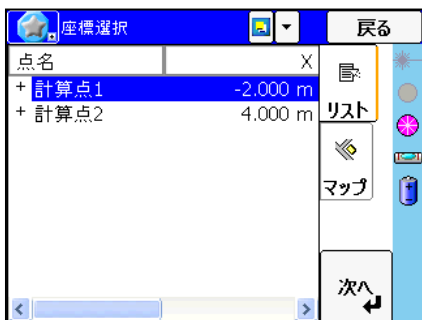 座標選択
戻る
点名 X
+ 計算点1 -2.000 m
+ 計算点2 4.000 m
リスト
マップ
次へ